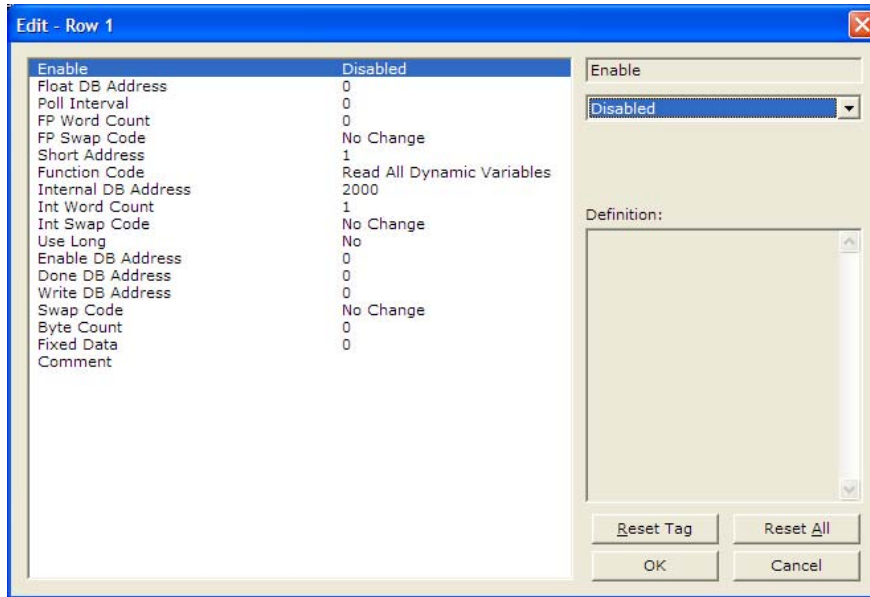 Edit - Row 1
Enable Disabled
Float DB Address 0
Poll Interval 0
FP Word Count 0
FP Swap Code No Change
Short Address 1
Function Code Read All Dynamic Variables
Internal DB Address 2000
Int Word Count 1
Int Swap Code No Change
Use Long No
Enable DB Address 0
Done DB Address 0
Write DB Address 0
Swap Code No Change
Byte Count 0
Fixed Data 0
Comment
Enable
Disabled
Definition:
Reset Tag Reset All
OK Cancel